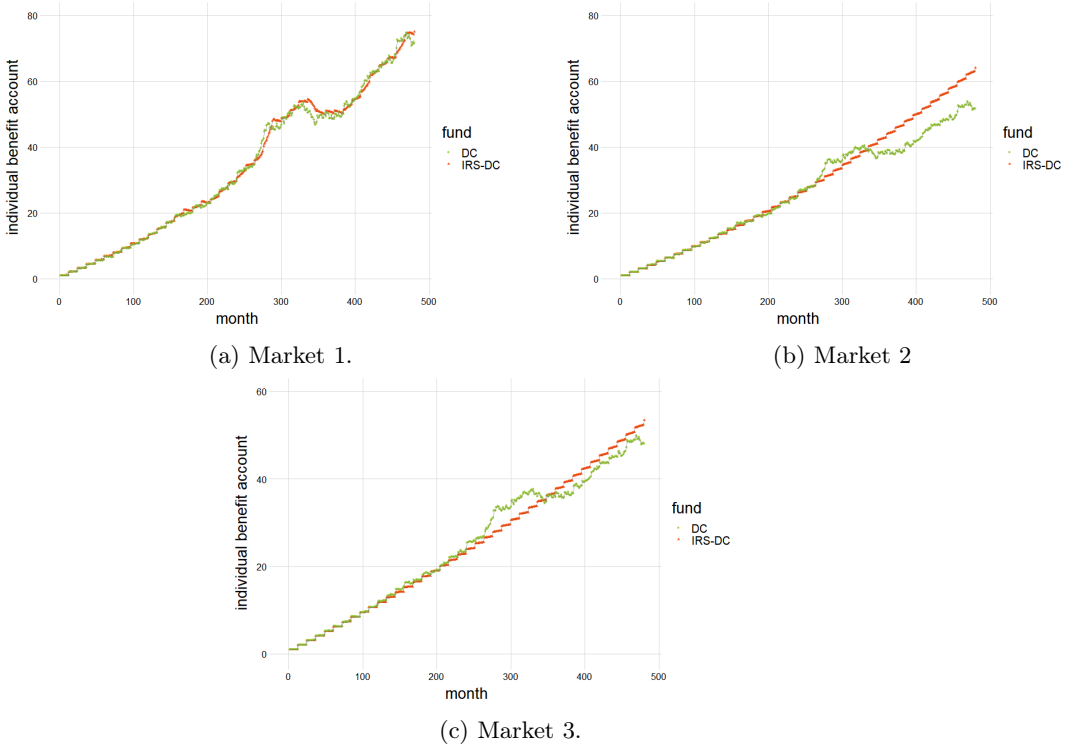 80
60
40
20
0
individual benefit account
0 100 200 300 400 500
month
fund
DC
IRS-DC
(a) Market 1.
80
60
40
20
0
individual benefit account
0 100 200 300 400 500
month
fund
DC
IRS-DC
(b) Market 2
60
40
20
0
individual benefit account
0 100 200 300 400 500
month
fund
DC
IRS-DC
(c) Market 3.